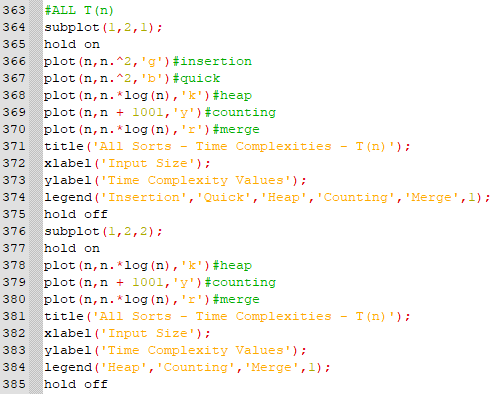 363 #ALL T(n)
364 subplot(1,2,1);
365 hold on
366 plot(n,n.^2,'g')#insertion
367 plot(n,n.^2,'b')#quick
368 plot(n,n.*log(n),'k')#heap
369 plot(n,n + 1001,'y')#counting
370 plot(n,n.*log(n),'r')#merge
371 title('All Sorts - Time Complexities - T(n)');
372 xlabel('Input Size');
373 ylabel('Time Complexity Values');
374 legend('Insertion','Quick','Heap','Counting','Merge',1);
375 hold off
376 subplot(1,2,2);
377 hold on
378 plot(n,n.*log(n),'k')#heap
379 plot(n,n + 1001,'y')#counting
380 plot(n,n.*log(n),'r')#merge
381 title('All Sorts - Time Complexities - T(n)');
382 xlabel('Input Size');
383 ylabel('Time Complexity Values');
384 legend('Heap','Counting','Merge',1);
385 hold off